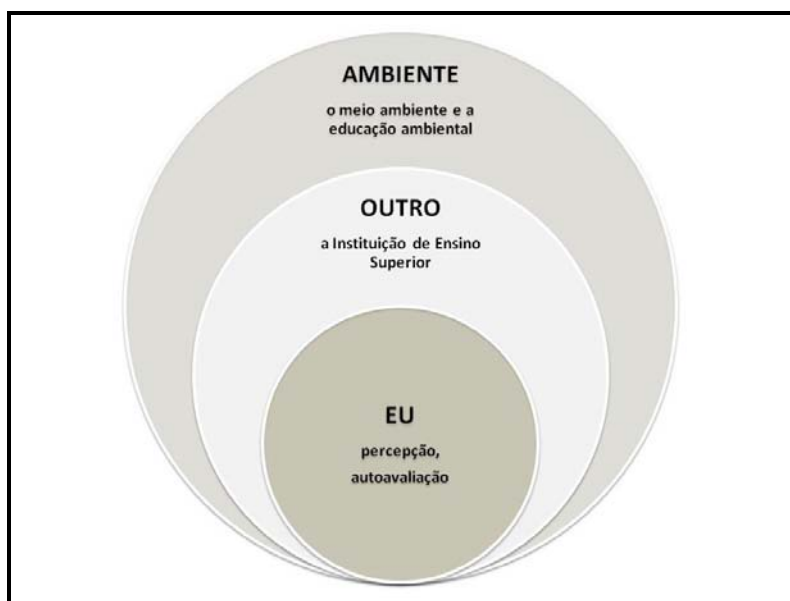 AMBIENTE
o meio ambiente e a
educação ambiental
OUTRO
a Instituição de Ensino
Superior
EU
percepção,
autoavaliação